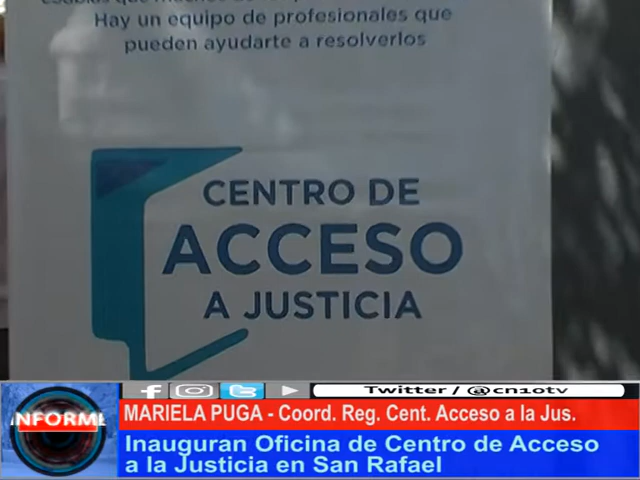 Hay un equipo de profesionales que
pueden ayudarte a resolverlos
CENTRO DE
ACCESO
A JUSTICIA
Twitter / @cn10tv
INFORME
MARIELA PUGA - Coord. Reg. Cent. Acceso a la Jus.
Inauguran Oficina de Centro de Acceso
a la Justicia en San Rafael